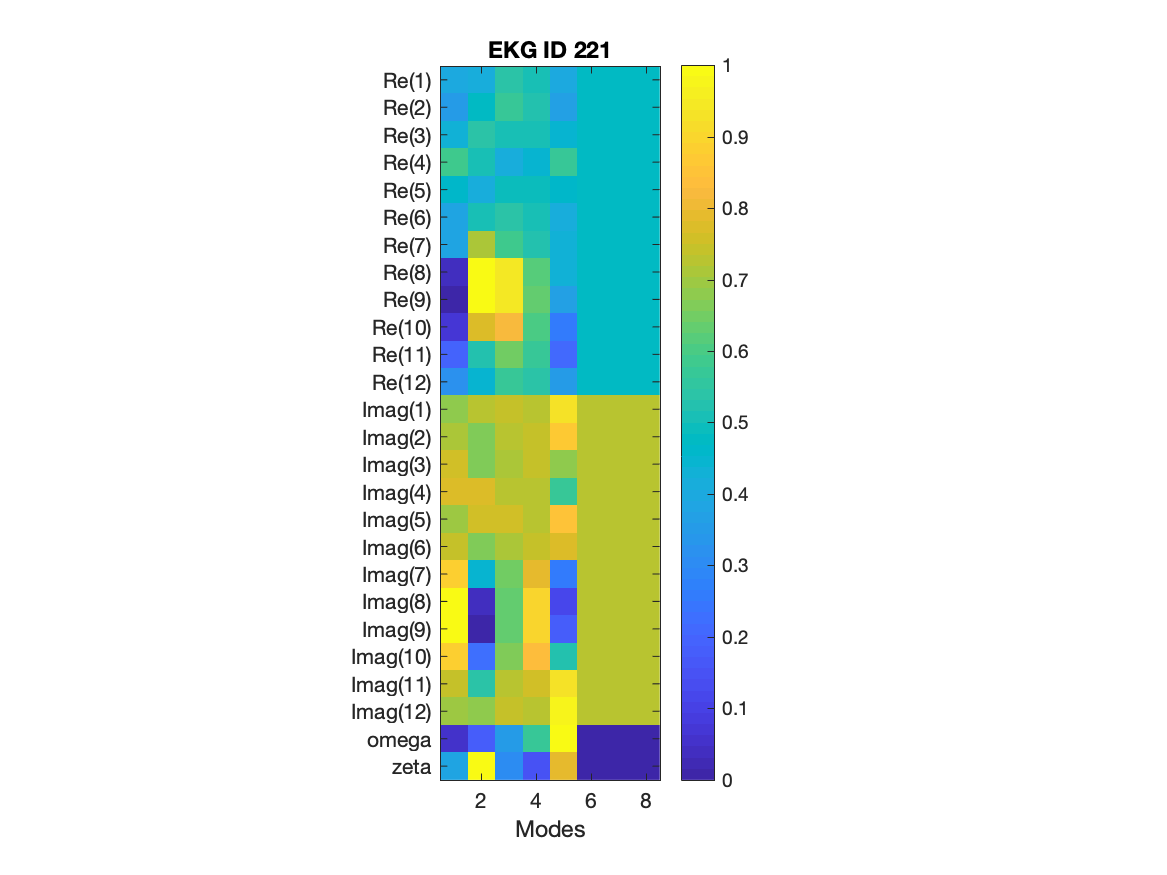 EKG ID 221
Re(1)
Re(2)
Re(3)
Re(4)
Re(5)
Re(6)
Re(7)
Re(8)
Re(9)
Re(10)
Re(11)
Re(12)
Imag(1)
Imag(2)
Imag(3)
Imag(4)
Imag(5)
Imag(6)
Imag(7)
Imag(8)
Imag(9)
Imag(10)
Imag(11)
Imag(12)
omega
zeta
2 4 6 8
Modes
1
0.9
0.8
0.7
0.6
0.5
0.4
0.3
0.2
0.1
0